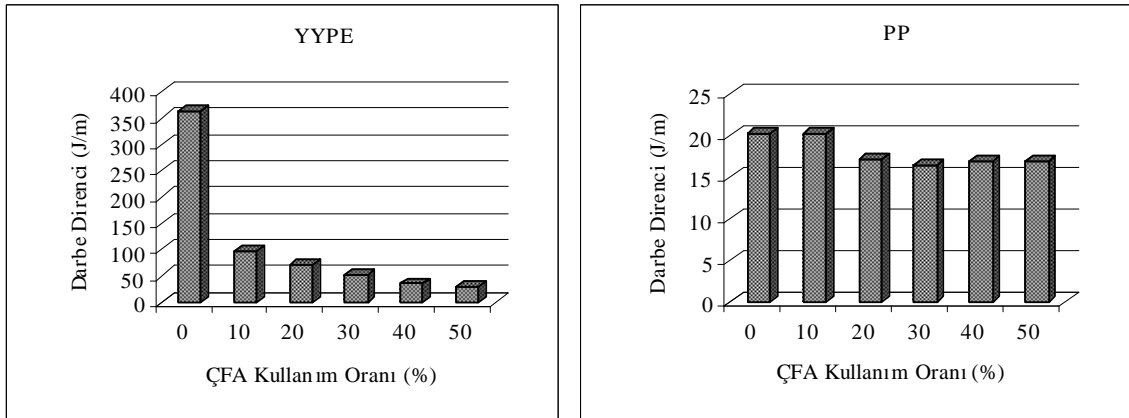 YYPE
Darbe Direnci (J/m)
400
350
300
250
200
150
100
50
0
0 10 20 30 40 50
ÇFA Kullanım Oranı (%)
PP
Darbe Direnci (J/m)
25
20
15
10
5
0
0 10 20 30 40 50
ÇFA Kullanım Oranı (%)